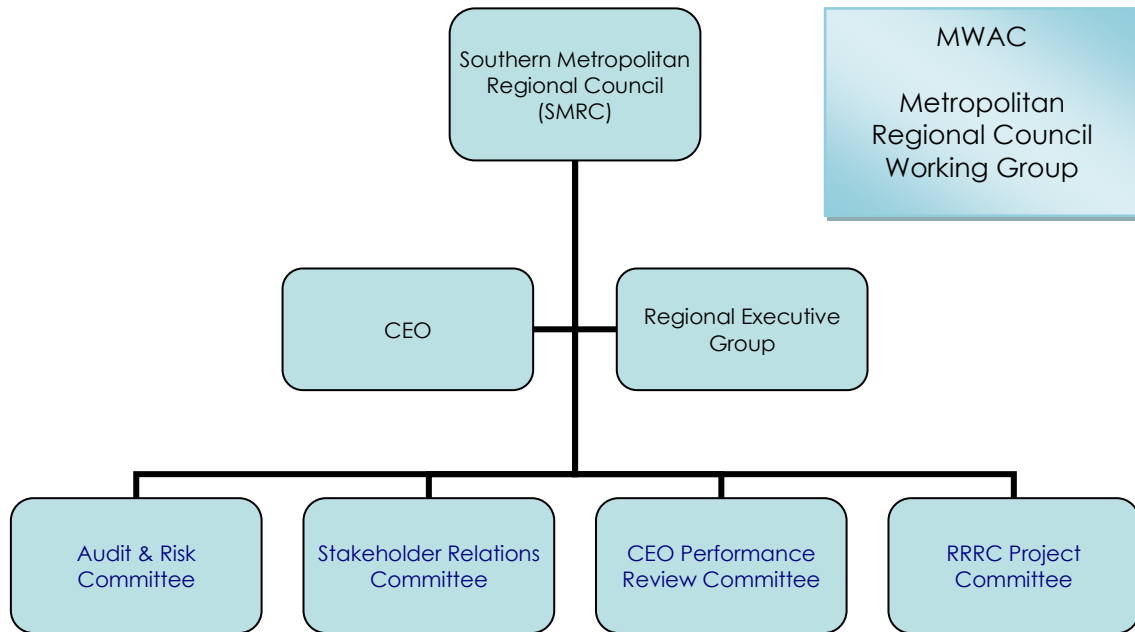 Southern Metropolitan
Regional Council
(SMRC)
MWAC
Metropolitan
Regional Council
Working Group
CEO
Regional Executive
Group
Audit & Risk
Committee
Stakeholder Relations
Committee
CEO Performance
Review Committee
RRRC Project
Committee